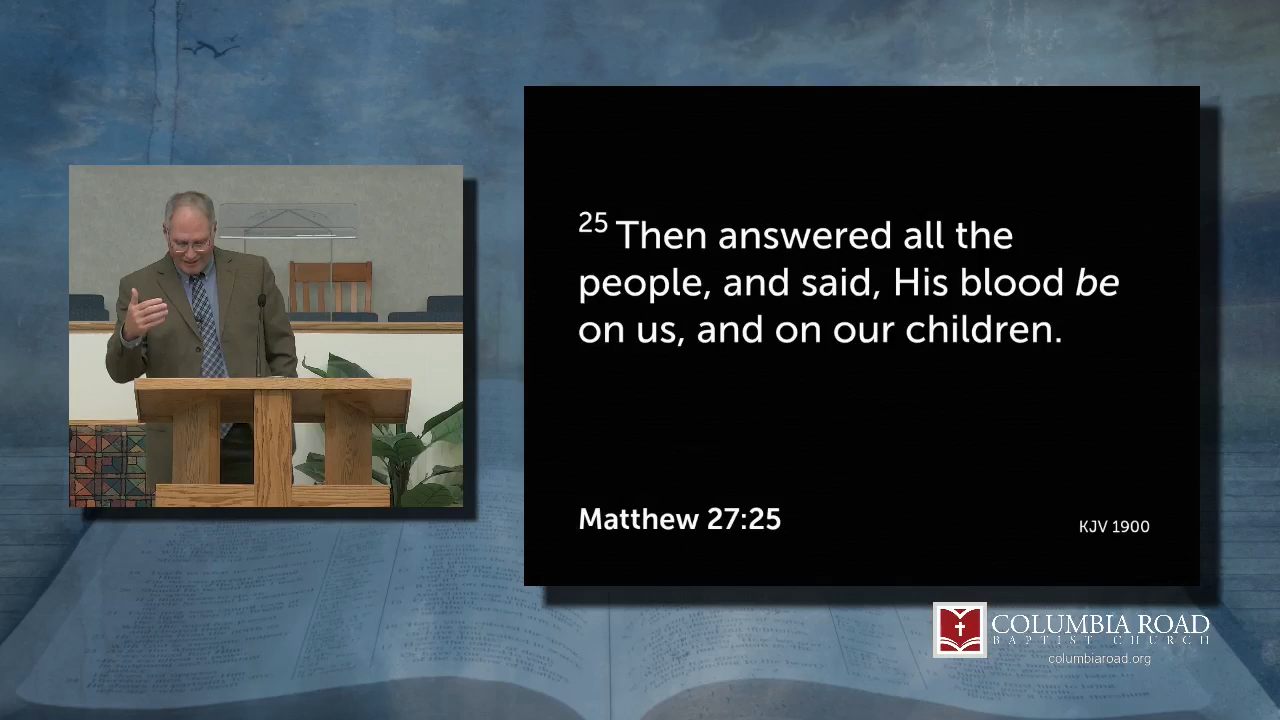 25 Then answered all the
people, and said, His blood be
on us, and on our children.
Matthew 27:25
KJV 1900
COLUMBIA ROAD
BAPTIST CHURCH
columbiaroad.org